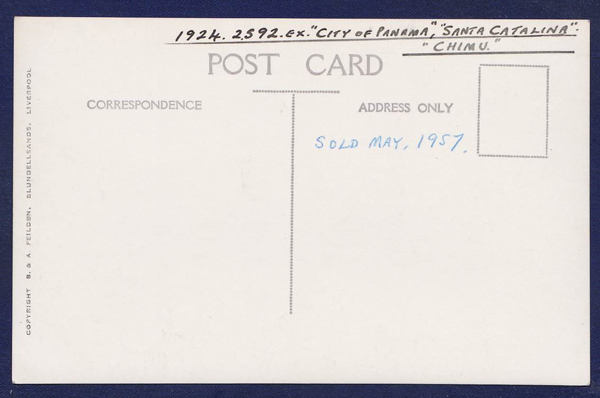 1924. 2592. EX. "CITY OF PANAMA", "SANTA CATALINA".
"CHIMU."
POST CARD
CORRESPONDENCE
ADDRESS ONLY
SOLD MAY, 1957.
COPYRIGHT B. & A. FEILDEN, BLUNDELLSANDS, LIVERPOOL